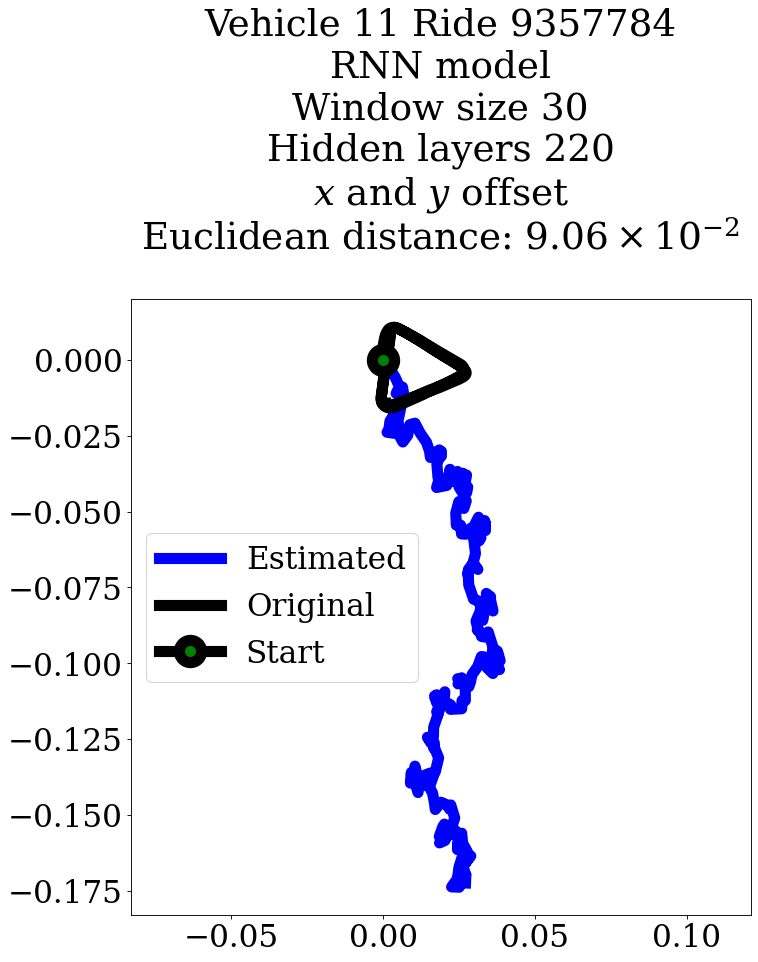 Vehicle 11 Ride 9357784
RNN model
Window size 30
Hidden layers 220
x and y offset
Euclidean distance: 9.06 × 10⁻²
0.000
−0.025
−0.050
−0.075
−0.100
−0.125
−0.150
−0.175
Estimated
Original
Start
−0.05 0.00 0.05 0.10